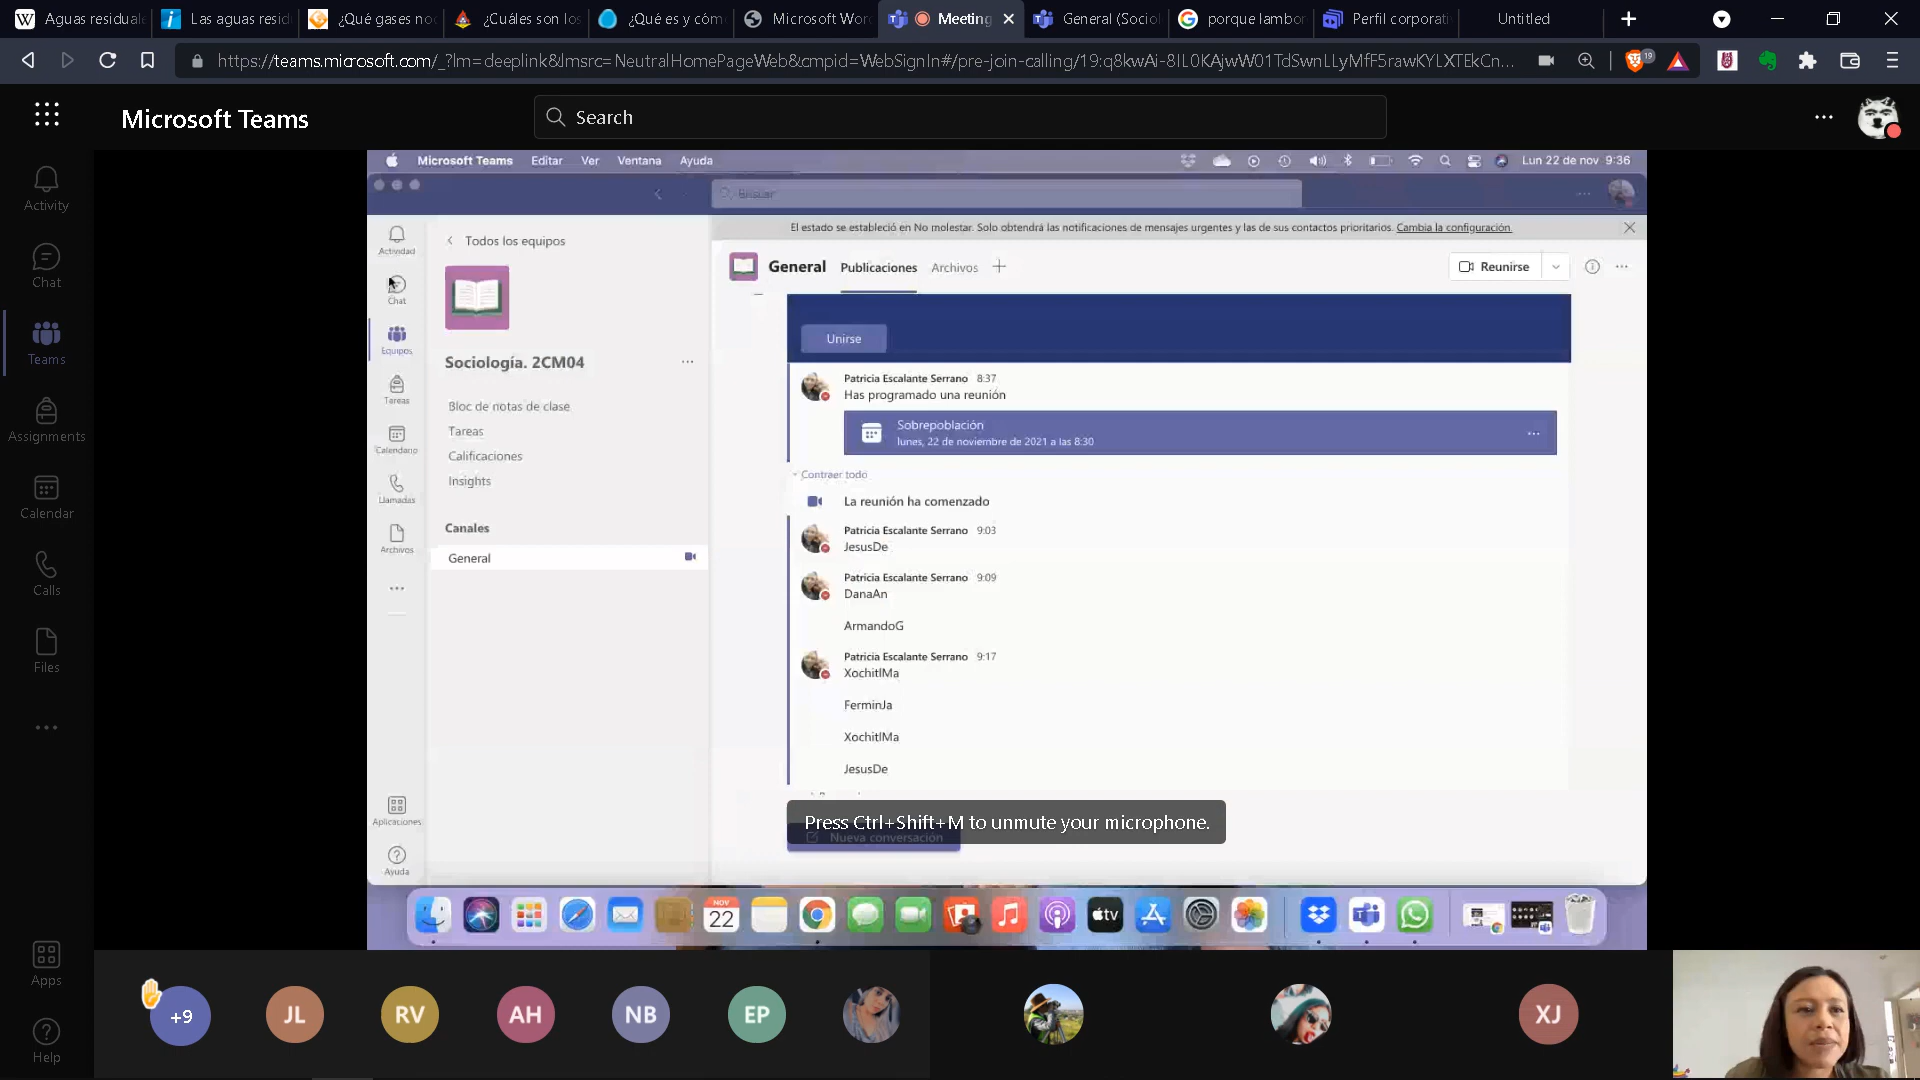 Aguas residuale
Las aguas resid
¿Qué gases no
¿Cuáles son los
¿Qué es y cóm
Microsoft Wor
Meeting
General (Sociol
porque lambor
Perfil corporati
Untitled
https://teams.microsoft.com/_?lm=deeplink&lmsrc=NeutralHomePageWeb&cmpid=WebSignIn#/pre-join-calling/19:q8kwAi-8IL0KAjwW01TdSwnLLyMfF5rawKYLXTEkCn...
19
Microsoft Teams
Search
Activity
Chat
Teams
Assignments
Calendar
Calls
Files
Apps
Help
Microsoft Teams Editar Ver Ventana Ayuda
Lun 22 de nov 9:36
Buscar
El estado se estableció en No molestar. Solo obtendrá las notificaciones de mensajes urgentes y las de sus contactos prioritarios. Cambia la configuración.
Actividad
Chat
Equipos
Tareas
Calendario
Llamadas
Archivos
Aplicaciones
Ayuda
Todos los equipos
Sociología. 2CM04
Bloc de notas de clase
Tareas
Calificaciones
Insights
Canales
General
General Publicaciones Archivos
Reunirse
Unirse
Patricia Escalante Serrano 8:37
Has programado una reunión
Sobrepoblación
lunes, 22 de noviembre de 2021 a las 8:30
Contraer todo
La reunión ha comenzado
Patricia Escalante Serrano 9:03
JesusDe
Patricia Escalante Serrano 9:09
DanaAn
ArmandoG
Patricia Escalante Serrano 9:17
XochitlMa
FerminJa
XochitlMa
JesusDe
Press Ctrl+Shift+M to unmute your microphone.
Nueva conversación
NOV
22
tv
+9
JL
RV
AH
NB
EP
XJ